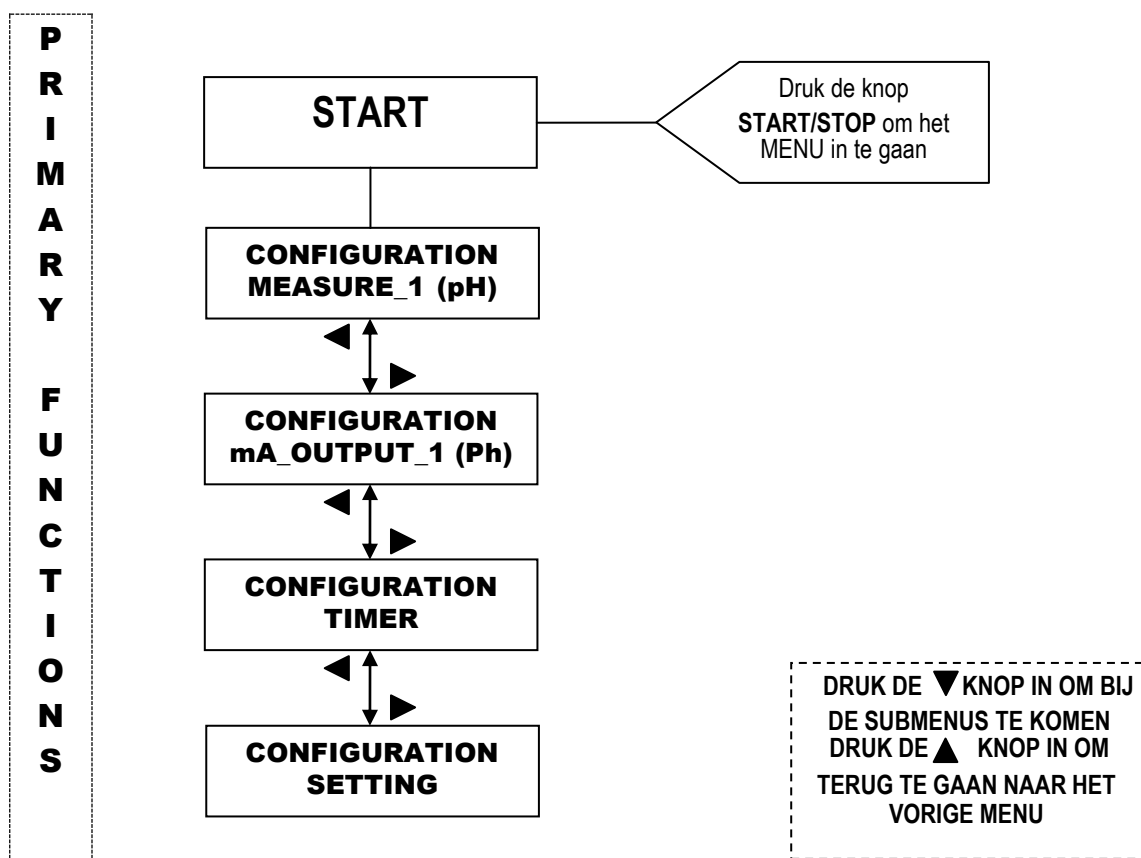 PRIMARY FUNCTIONS
START
Druk de knop
START/STOP om het
MENU in te gaan
CONFIGURATION
MEASURE_1 (pH)
CONFIGURATION
mA_OUTPUT_1 (Ph)
CONFIGURATION
TIMER
CONFIGURATION
SETTING
DRUK DE ▼ KNOP IN OM BIJ
DE SUBMENUS TE KOMEN
DRUK DE ▲ KNOP IN OM
TERUG TE GAAN NAAR HET
VORIGE MENU